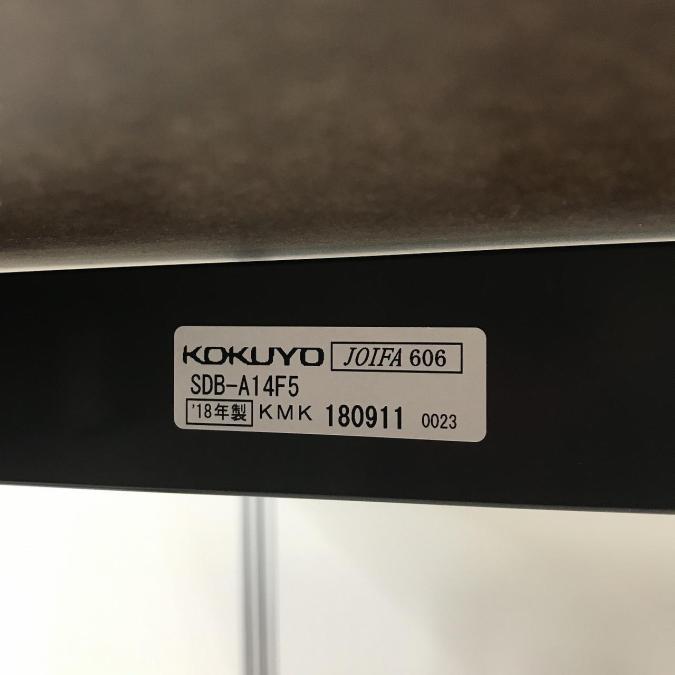 KOKUYO JOIFA 606
SDB-A14F5
'18年製 KMK 180911 0023